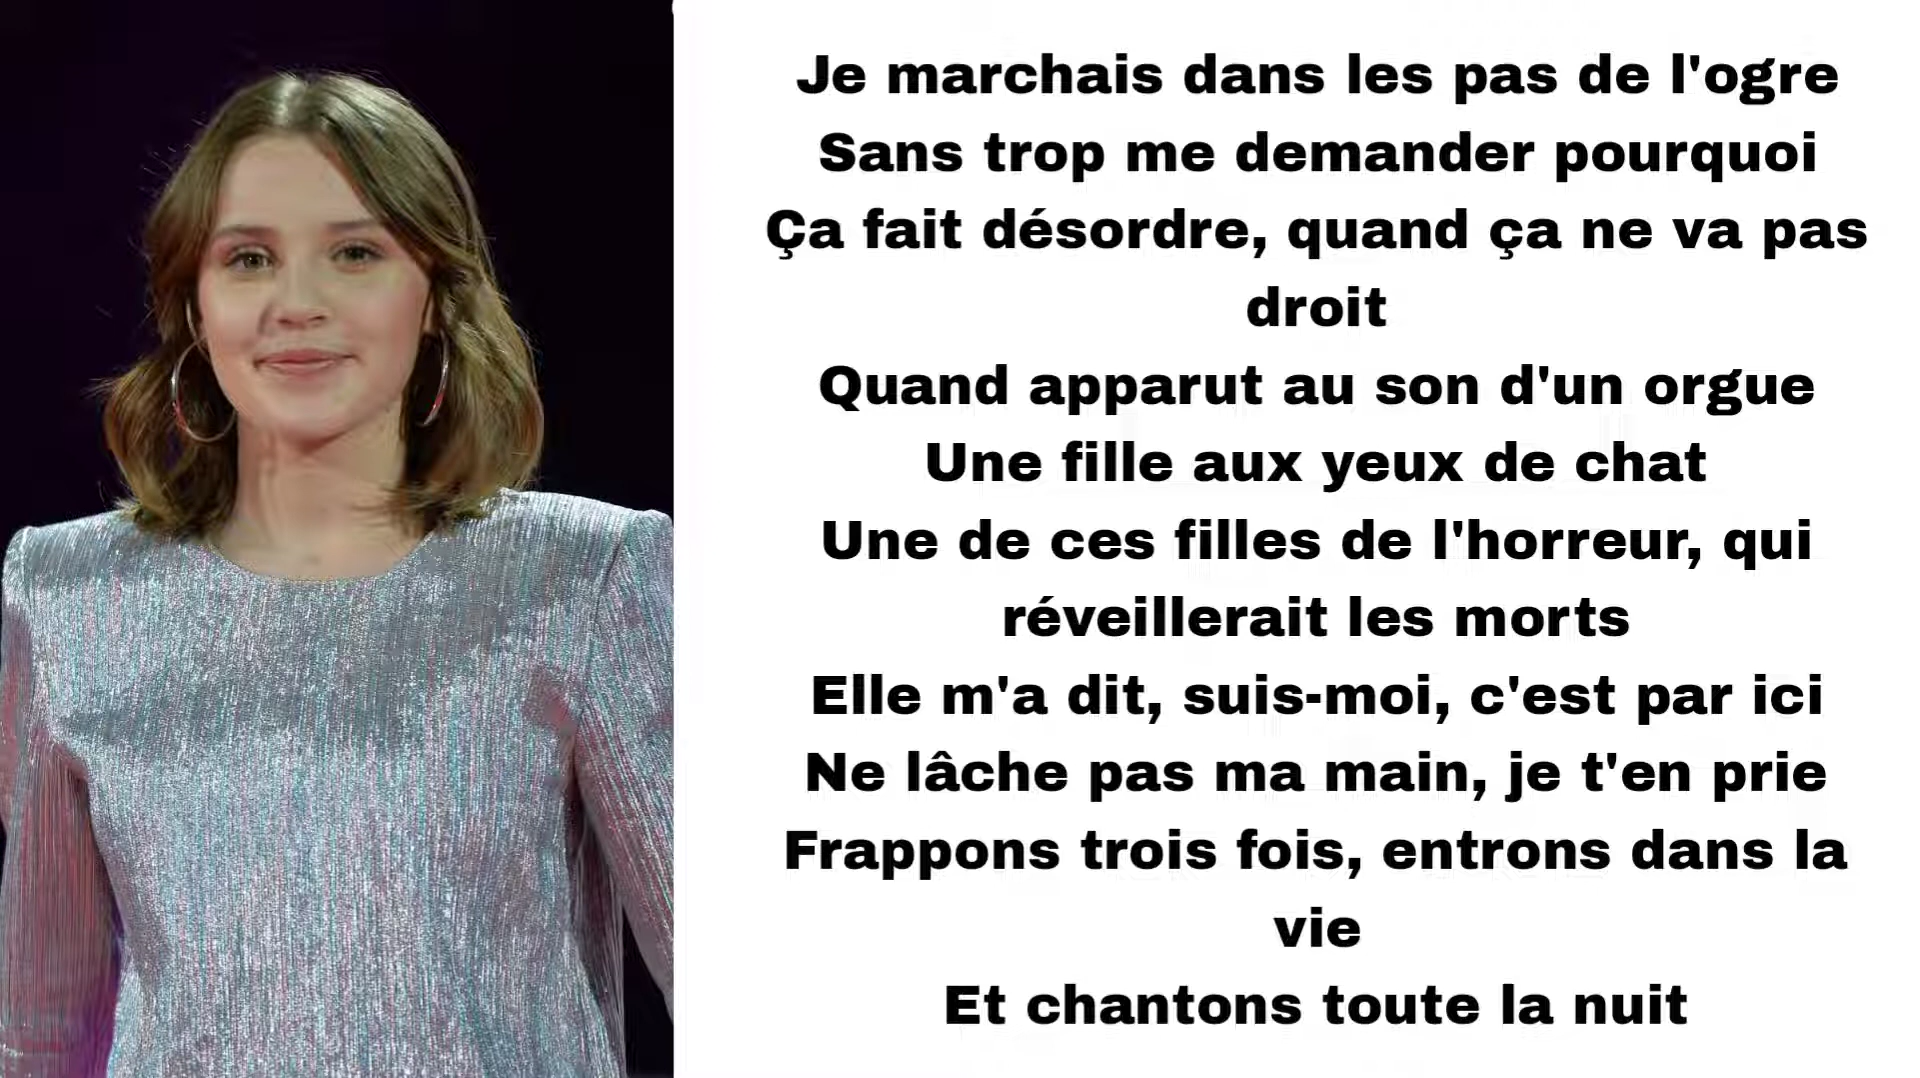 Je marchais dans les pas de l'ogre
Sans trop me demander pourquoi
Ça fait désordre, quand ça ne va pas
droit
Quand apparut au son d'un orgue
Une fille aux yeux de chat
Une de ces filles de l'horreur, qui
réveillerait les morts
Elle m'a dit, suis-moi, c'est par ici
Ne lâche pas ma main, je t'en prie
Frappons trois fois, entrons dans la
vie
Et chantons toute la nuit